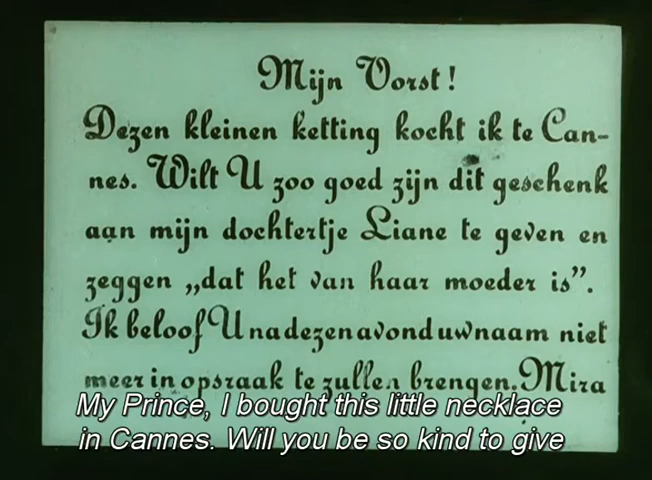 Mijn Vorst!
Dezen kleinen ketting kocht ik te Can-
nes. Wilt U zoo goed zijn dit geschenk
aan mijn dochtertje Liane te geven en
zeggen „dat het van haar moeder is”.
Ik beloof U na dezen avond uw naam niet
meer in opspraak te zullen brengen. Mira
My Prince, I bought this little necklace
in Cannes. Will you be so kind to give